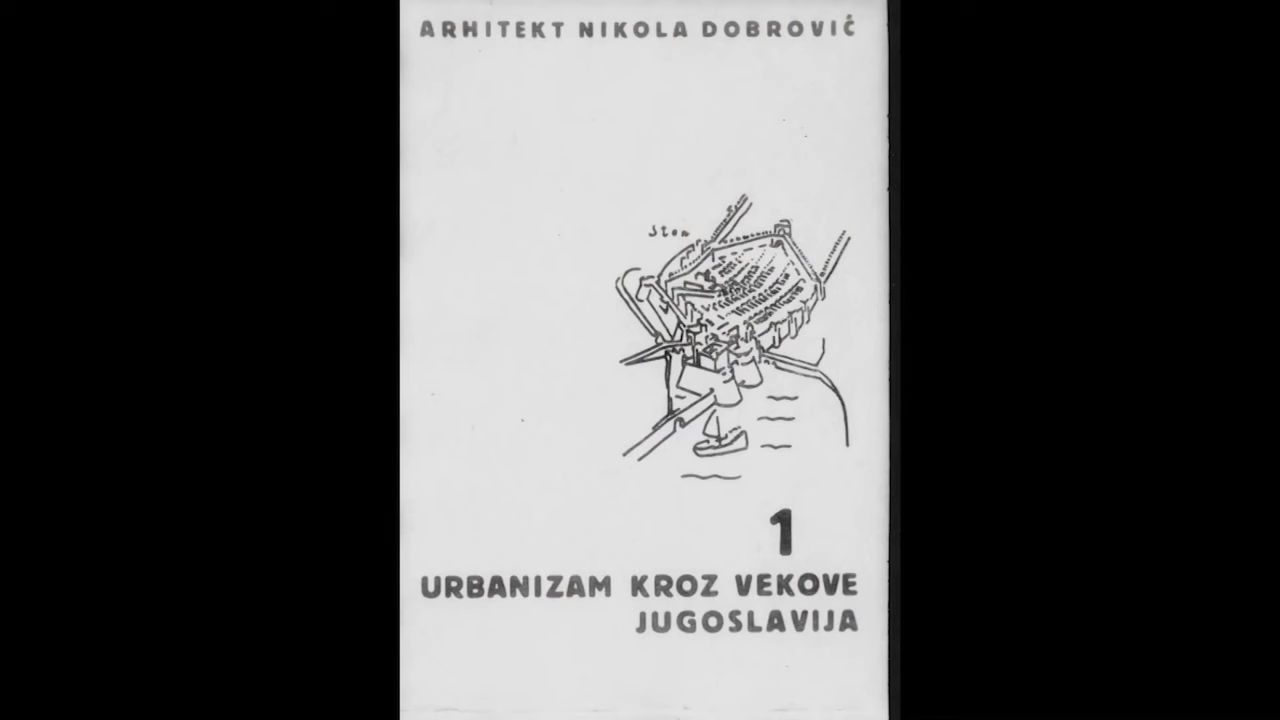 ARHITEKT NIKOLA DOBROVIĆ
Ston
1
URBANIZAM KROZ VEKOVE
JUGOSLAVIJA